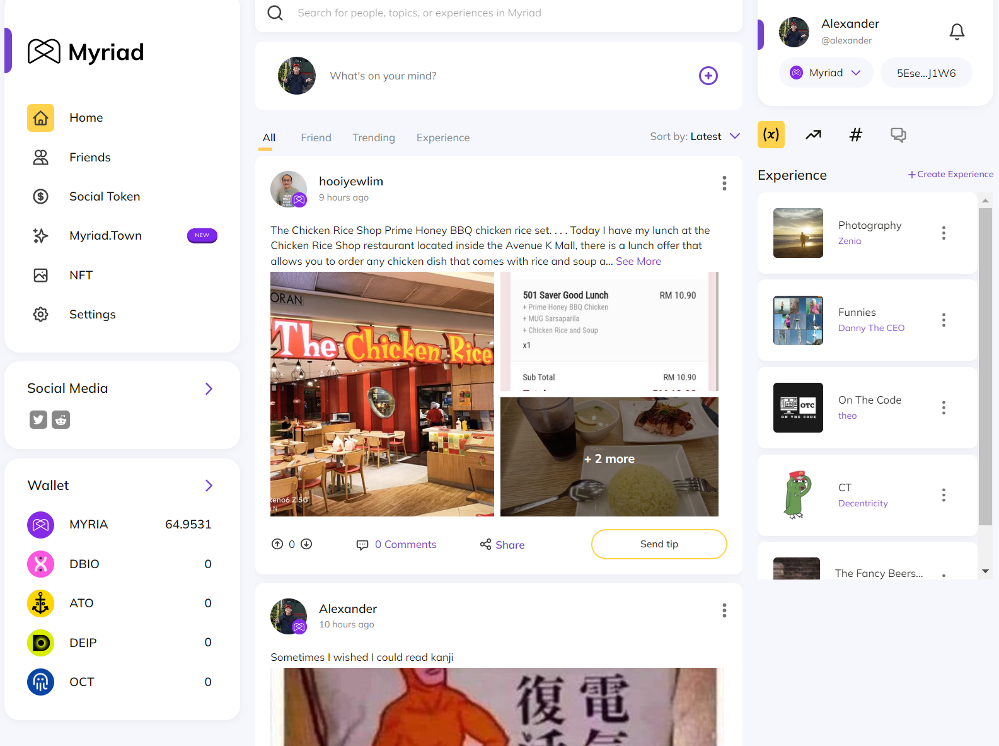 Myriad
Home
Friends
Social Token
Myriad.Town
NEW
NFT
Settings
Social Media
Wallet
MYRIA 64.9531
DBIO 0
ATO 0
DEIP 0
OCT 0
Search for people, topics, or experiences in Myriad
What's on your mind?
All Friend Trending Experience
Sort by: Latest
hooiyewlim
9 hours ago
The Chicken Rice Shop Prime Honey BBQ chicken rice set. . . . Today I have my lunch at the
Chicken Rice Shop restaurant located inside the Avenue K Mall, there is a lunch offer that
allows you to order any chicken dish that comes with rice and soup a... See More
ORAN
The Chicken Rice
Reno6 Z 5G
501 Saver Good Lunch RM 10.90
+ Prime Honey BBQ Chicken
+ MUG Sarsaparila
+ Chicken Rice and Soup
x1
Sub Total RM 10.90
+ 2 more
0
0 Comments
Share
Send tip
Alexander
10 hours ago
Sometimes I wished I could read kanji
電
復
Alexander
@alexander
Myriad
5Ese...J1W6
(x) #
Experience
+ Create Experience
Photography
Zenia
Funnies
Danny The CEO
OTC
ON THE CODE
On The Code
theo
CT
Decentricity
The Fancy Beers...